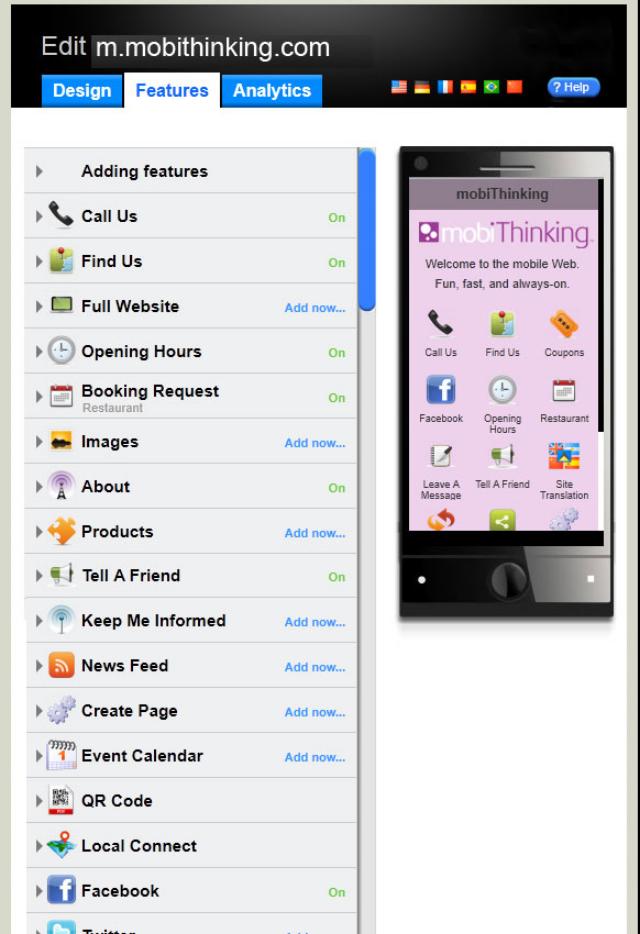 Edit m.mobithinking.com
Design Features Analytics
? Help
Adding features
Call Us On
Find Us On
Full Website Add now...
Opening Hours On
Booking Request On
Restaurant
Images Add now...
About On
Products Add now...
Tell A Friend On
Keep Me Informed Add now...
News Feed Add now...
Create Page Add now...
Event Calendar Add now...
1
QR Code
PDF
Local Connect
Facebook On
Twitter
mobiThinking
mobiThinking.
Welcome to the mobile Web.
Fun, fast, and always-on.
Call Us Find Us Coupons
Facebook Opening Restaurant
Hours
Leave A Tell A Friend Site
Message Translation